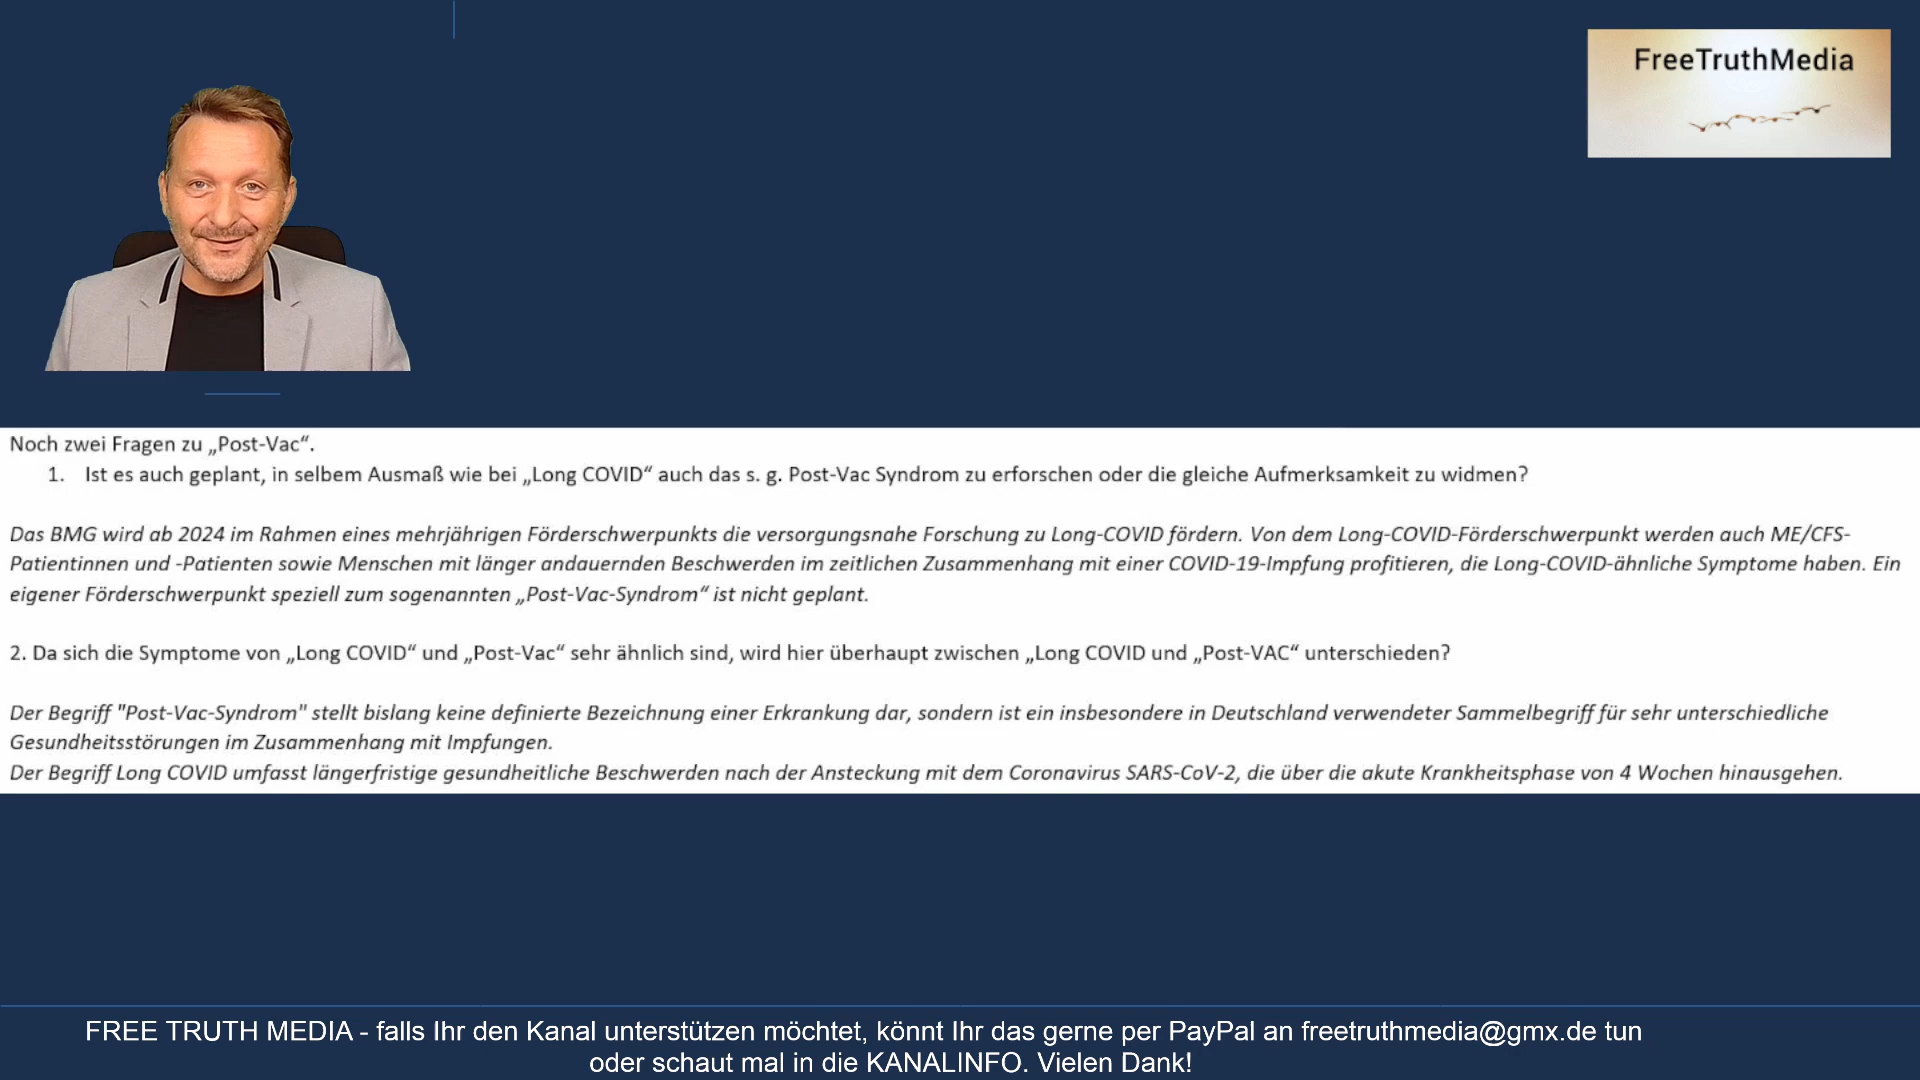 FreeTruthMedia
Noch zwei Fragen zu „Post-Vac“.
1. Ist es auch geplant, in selbem Ausmaß wie bei „Long COVID“ auch das s. g. Post-Vac Syndrom zu erforschen oder die gleiche Aufmerksamkeit zu widmen?
Das BMG wird ab 2024 im Rahmen eines mehrjährigen Förderschwerpunkts die versorgungsnahe Forschung zu Long-COVID fördern. Von dem Long-COVID-Förderschwerpunkt werden auch ME/CFS-
Patientinnen und -Patienten sowie Menschen mit länger andauernden Beschwerden im zeitlichen Zusammenhang mit einer COVID-19-Impfung profitieren, die Long-COVID-ähnliche Symptome haben. Ein
eigener Förderschwerpunkt speziell zum sogenannten „Post-Vac-Syndrom“ ist nicht geplant.
2. Da sich die Symptome von „Long COVID“ und „Post-Vac“ sehr ähnlich sind, wird hier überhaupt zwischen „Long COVID und „Post-VAC“ unterschieden?
Der Begriff "Post-Vac-Syndrom" stellt bislang keine definierte Bezeichnung einer Erkrankung dar, sondern ist ein insbesondere in Deutschland verwendeter Sammelbegriff für sehr unterschiedliche
Gesundheitsstörungen im Zusammenhang mit Impfungen.
Der Begriff Long COVID umfasst längerfristige gesundheitliche Beschwerden nach der Ansteckung mit dem Coronavirus SARS-CoV-2, die über die akute Krankheitsphase von 4 Wochen hinausgehen.
FREE TRUTH MEDIA - falls Ihr den Kanal unterstützen möchtet, könnt Ihr das gerne per PayPal an freetruthmedia@gmx.de tun
oder schaut mal in die KANALINFO. Vielen Dank!